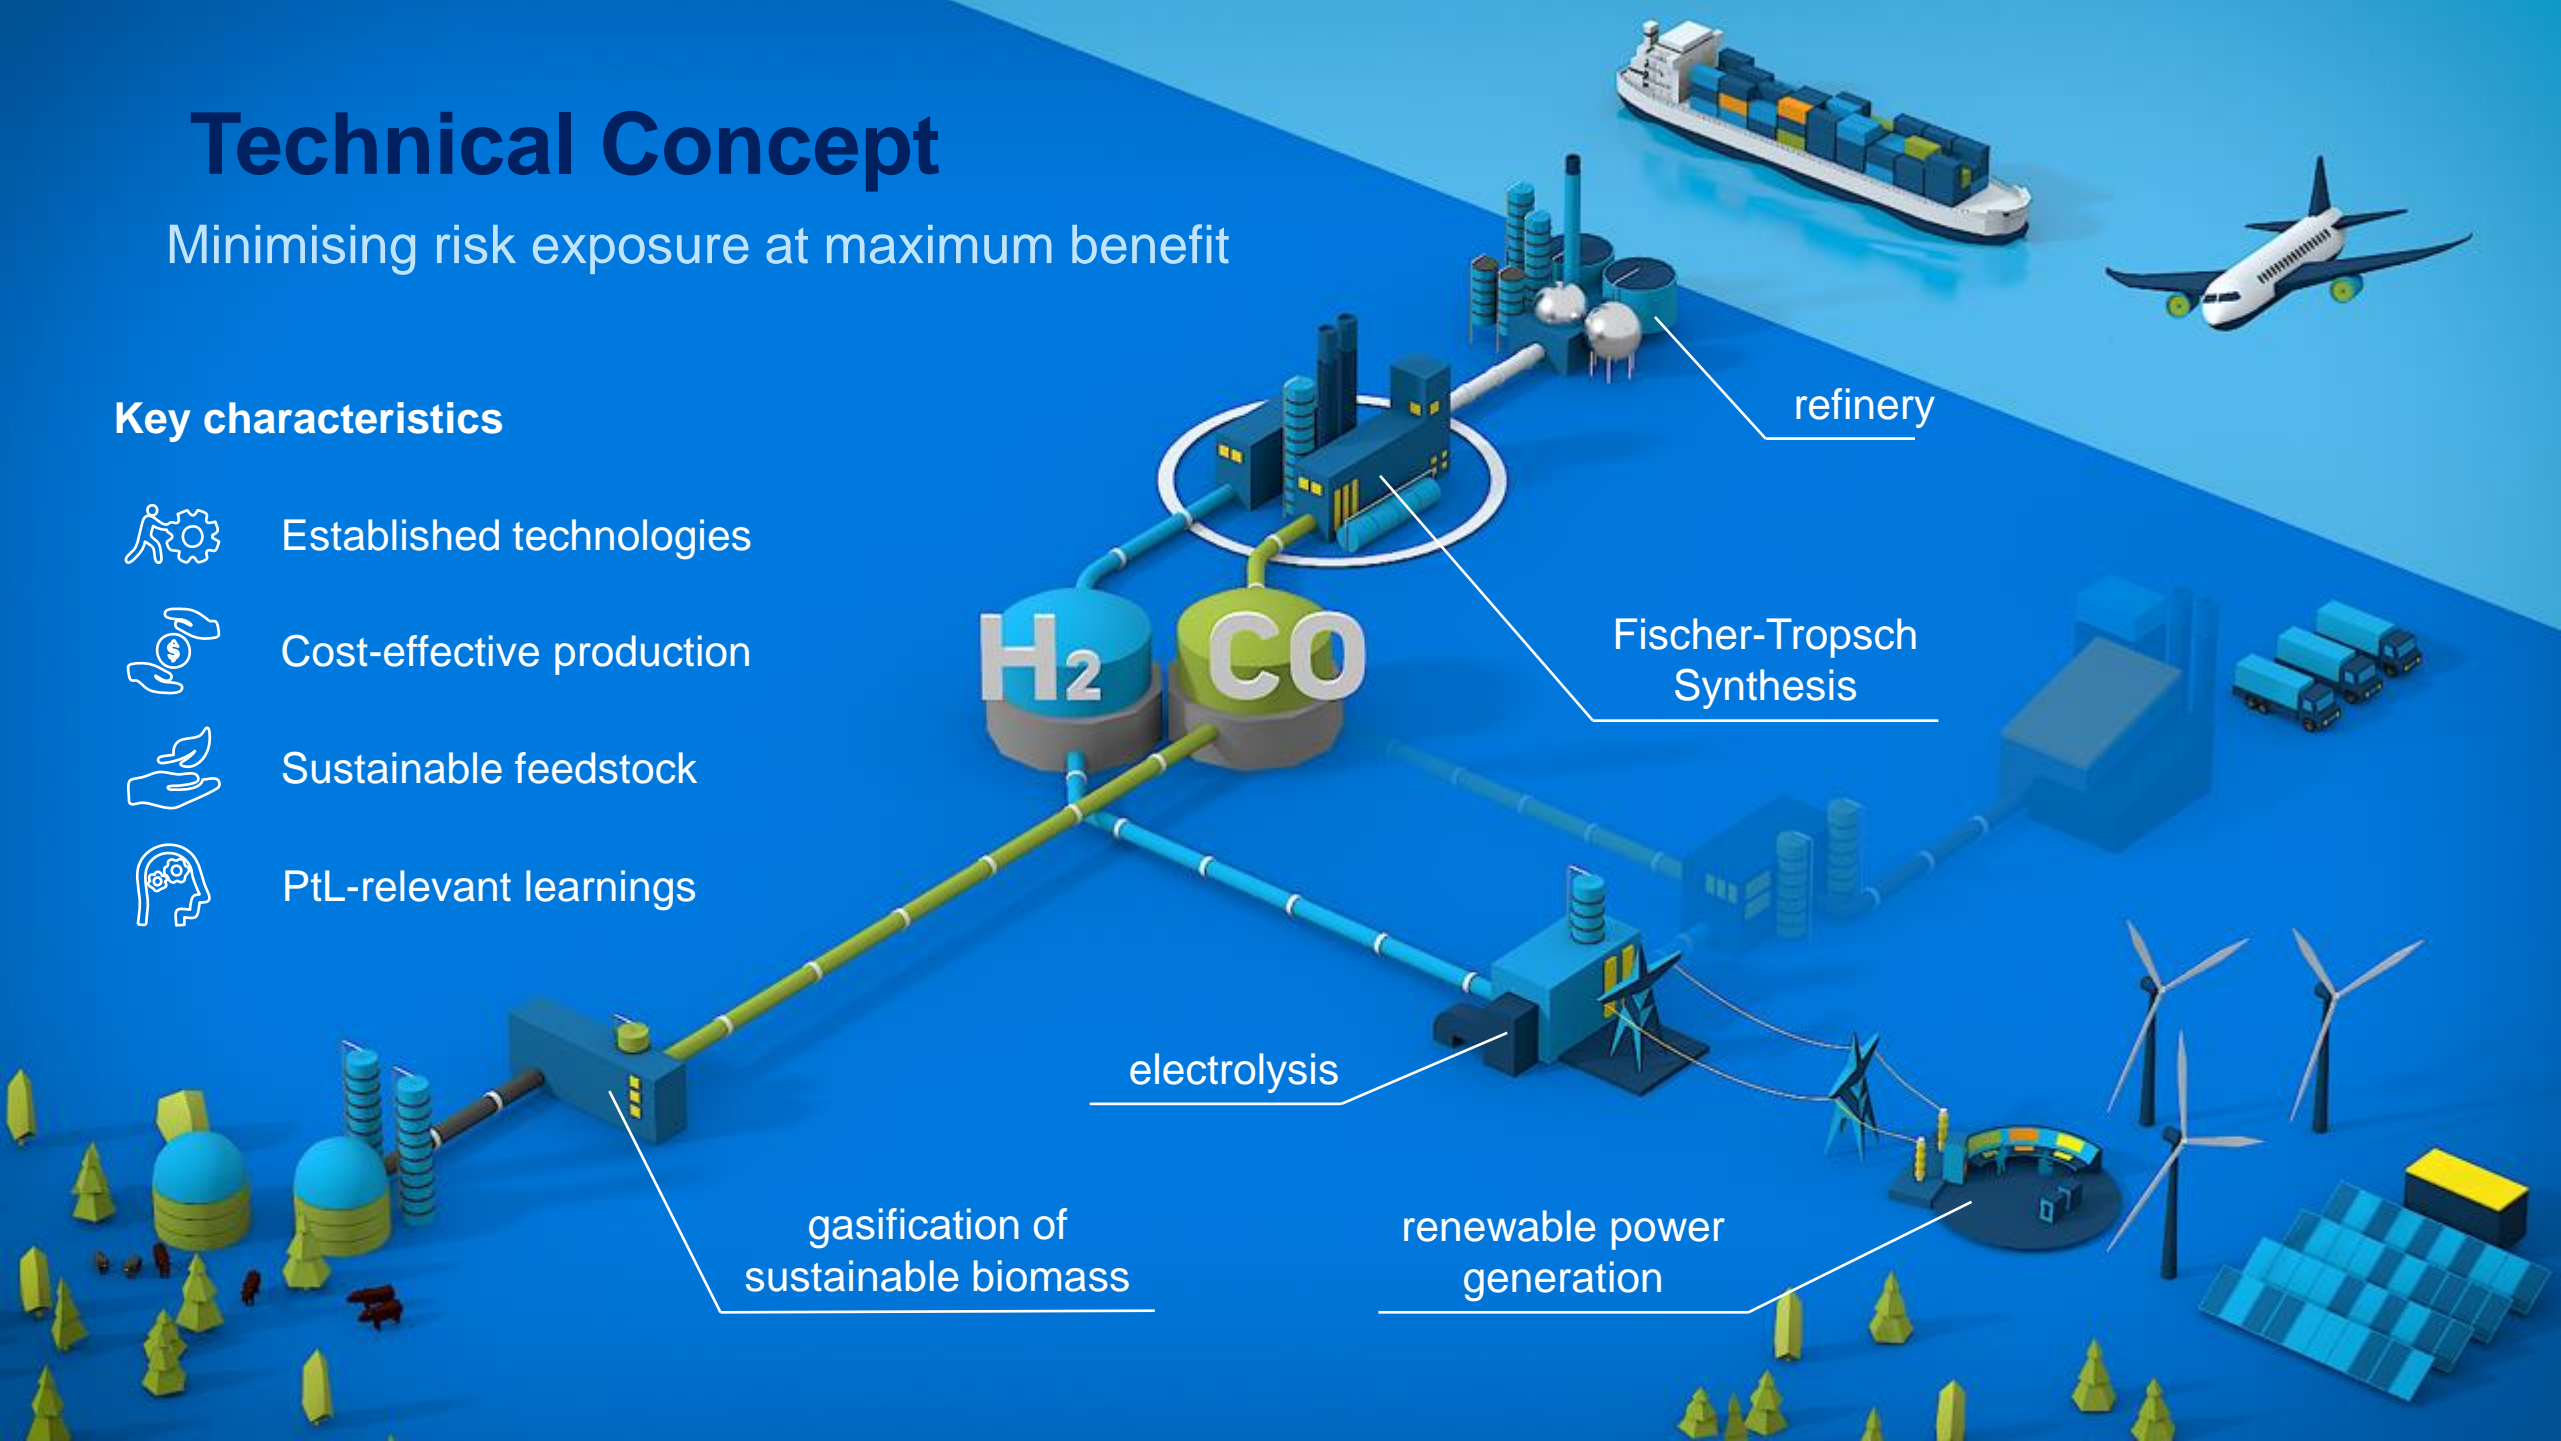 Technical Concept
Minimising risk exposure at maximum benefit
Key characteristics
Established technologies
$
Cost-effective production
Sustainable feedstock
PtL-relevant learnings
refinery
Fischer-Tropsch
Synthesis
H2
CO
electrolysis
gasification of
sustainable biomass
renewable power
generation